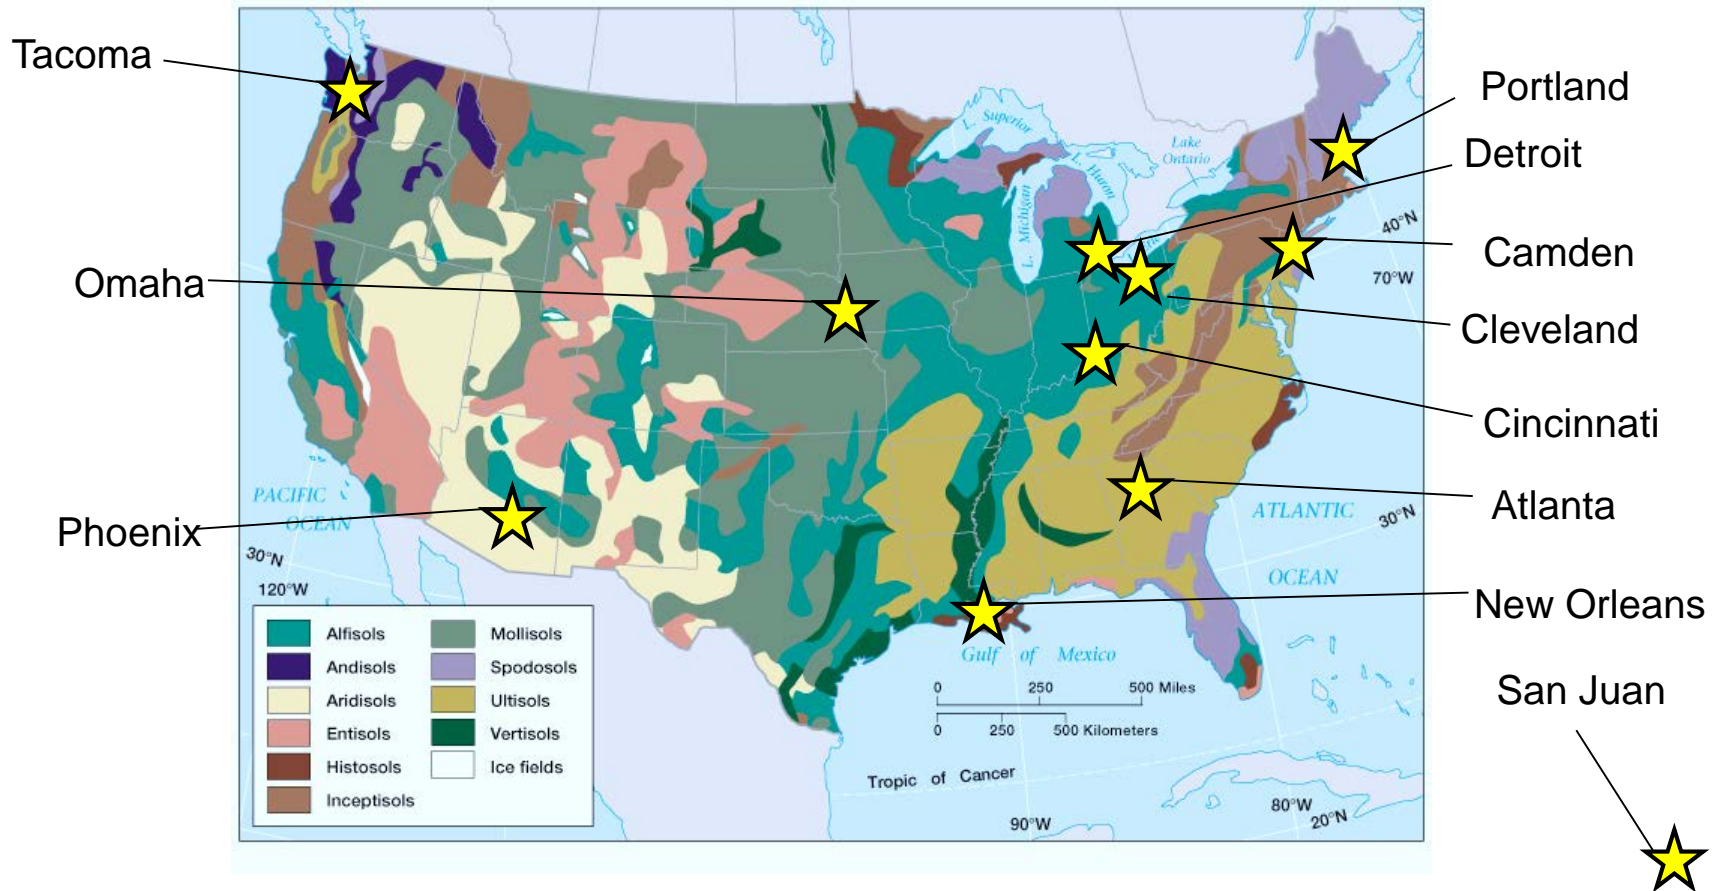 Tacoma
Portland
Detroit
Camden
Cleveland
Cincinnati
Atlanta
New Orleans
San Juan
Omaha
Phoenix
L. Superior
L. Michigan
L. Huron
Lake
Ontario
40°N
70°W
PACIFIC
OCEAN
30°N
120°W
ATLANTIC
30°N
OCEAN
Gulf of Mexico
0 250 500 Miles
0 250 500 Kilometers
Tropic of Cancer
90°W
80°W
20°N
Alfisols
Andisols
Aridisols
Entisols
Histosols
Inceptisols
Mollisols
Spodosols
Ultisols
Vertisols
Ice fields